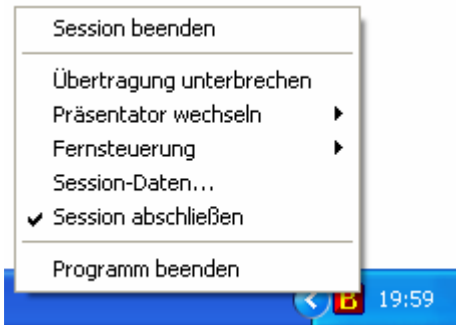 Session beenden
Übertragung unterbrechen
Präsentator wechseln
Fernsteuerung
Session-Daten...
Session abschließen
Programm beenden
B 19:59